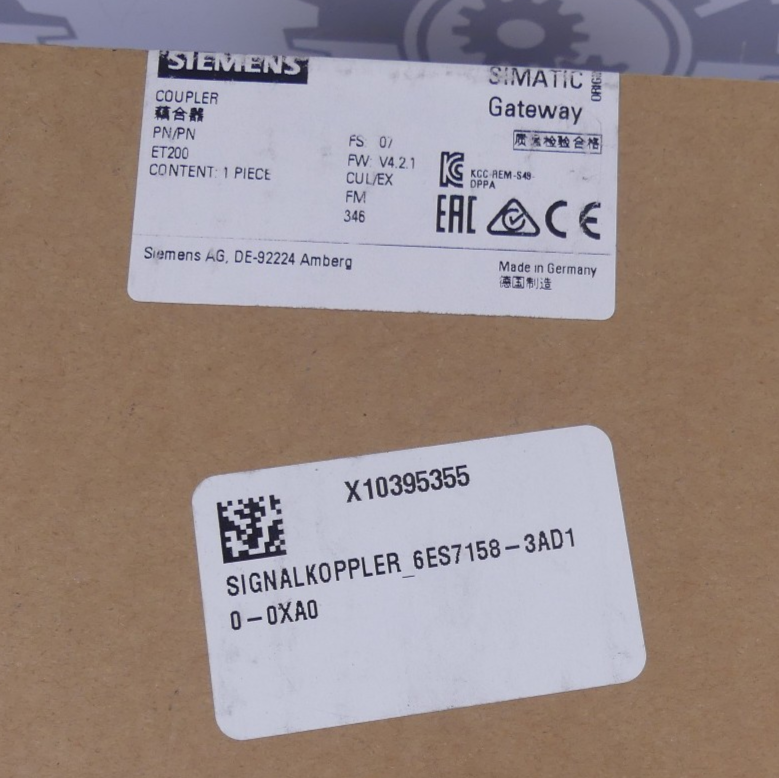 SIEMENS
COUPLER
藕合器
PN/PN
ET200
CONTENT: 1 PIECE
FS: 07
FW: V4.2.1
CUL/EX
FM
346
SIMATIC
Gateway
质量检验合格
KCC-REM-S49-
DPPA
EAC
CE
Siemens AG, DE-92224 Amberg
Made in Germany
德国制造
X10395355
SIGNALKOPPLER_6ES7158-3AD1
0-0XA0